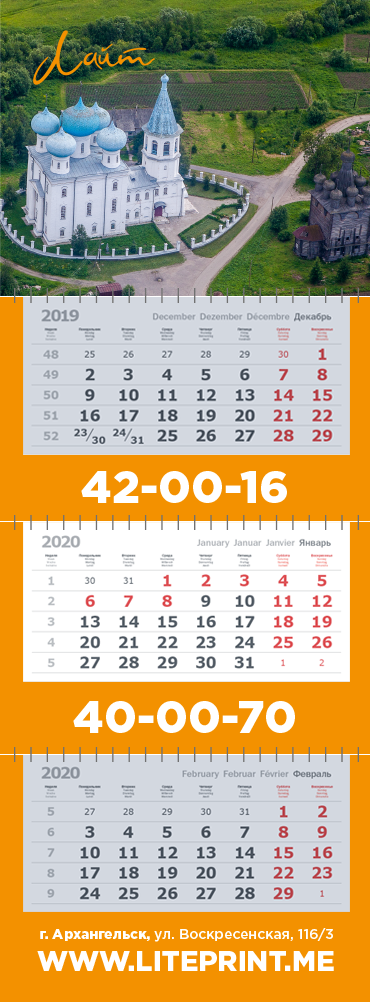 Лайт
2019 December Dezember Décembre Декабрь
48 25 26 27 28 29 30 1
49 2 3 4 5 6 7 8
50 9 10 11 12 13 14 15
51 16 17 18 19 20 21 22
52 23/30 24/31 25 26 27 28 29
42-00-16
2020 January Januar Janvier Январь
1 30 31 1 2 3 4 5
2 6 7 8 9 10 11 12
3 13 14 15 16 17 18 19
4 20 21 22 23 24 25 26
5 27 28 29 30 31 1 2
40-00-70
2020 February Februar Février Февраль
5 27 28 29 30 31 1 2
6 3 4 5 6 7 8 9
7 10 11 12 13 14 15 16
8 17 18 19 20 21 22 23
9 24 25 26 27 28 29 1
г. Архангельск, ул. Воскресенская, 116/3
WWW.LITEPRINT.ME